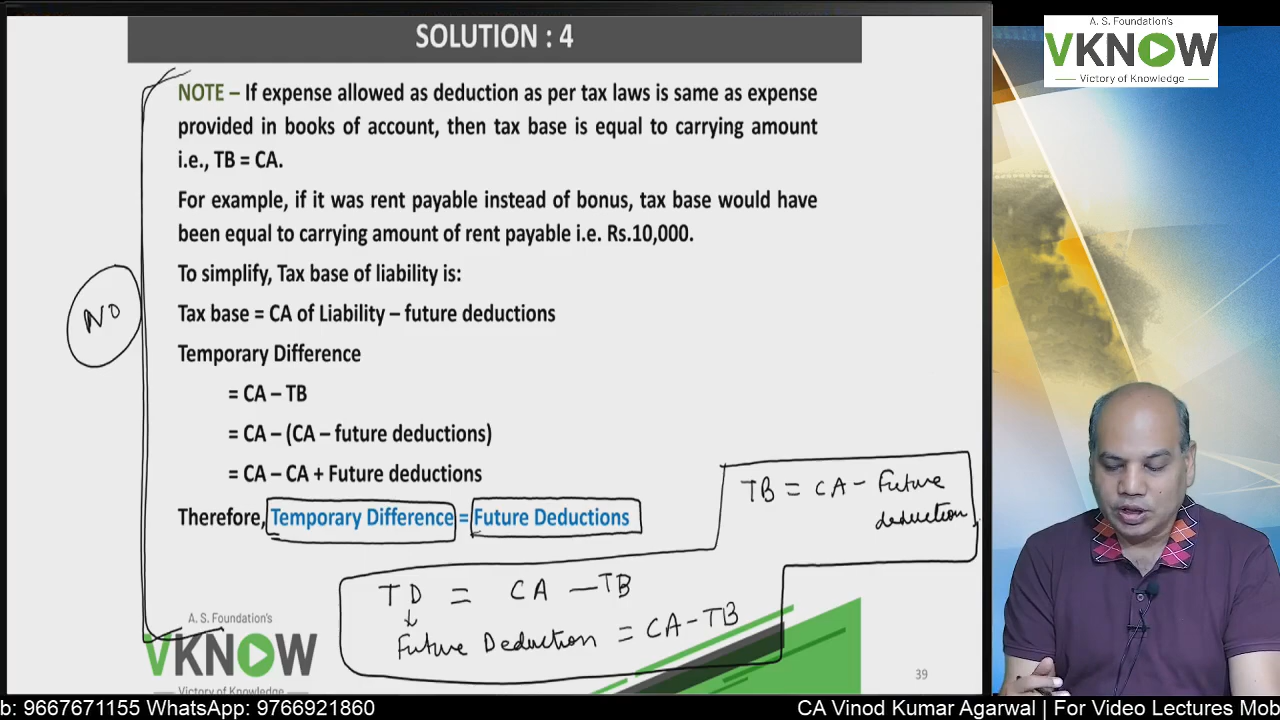 SOLUTION : 4
A. S. Foundation's
VKNOW
Victory of Knowledge
NOTE – If expense allowed as deduction as per tax laws is same as expense
provided in books of account, then tax base is equal to carrying amount
i.e., TB = CA.
For example, if it was rent payable instead of bonus, tax base would have
been equal to carrying amount of rent payable i.e. Rs.10,000.
To simplify, Tax base of liability is:
NO
Tax base = CA of Liability – future deductions
Temporary Difference
= CA – TB
= CA – (CA – future deductions)
= CA – CA + Future deductions
TB = CA - Future
deduction
Therefore, Temporary Difference = Future Deductions
TD = CA - TB
↓
Future Deduction = CA - TB
A. S. Foundation's
VKNOW
Victory of Knowledge
39
b: 9667671155 WhatsApp: 9766921860
CA Vinod Kumar Agarwal | For Video Lectures Mob